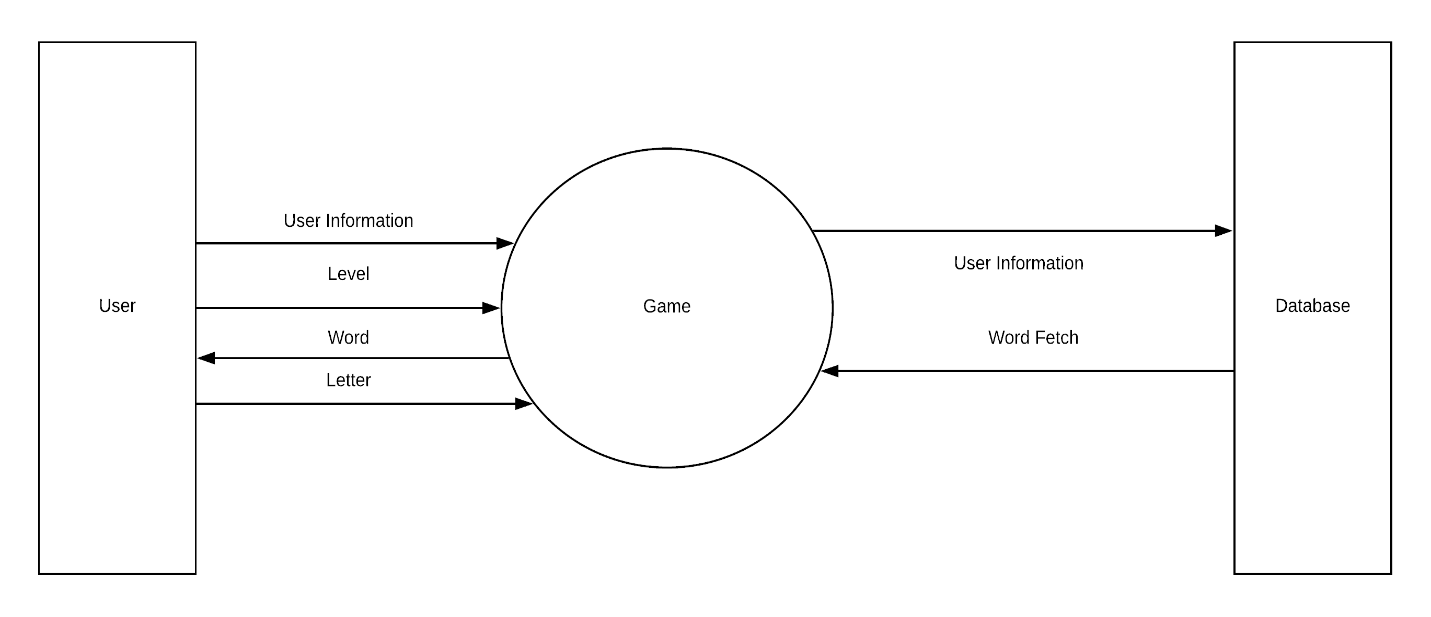 User
User Information
Level
Word
Letter
Game
User Information
Word Fetch
Database